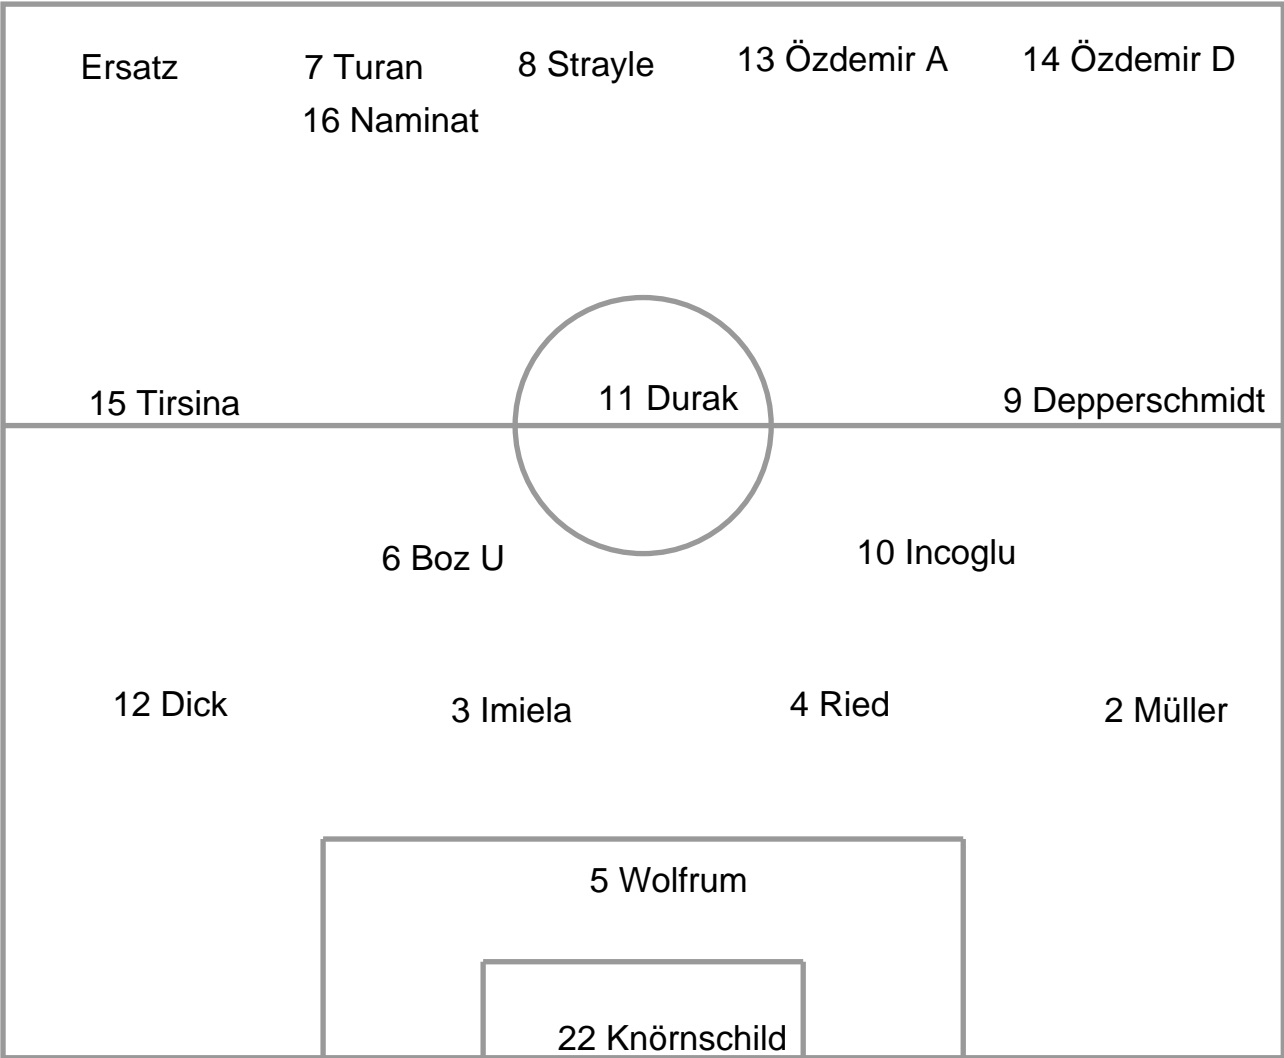 Ersatz 7 Turan 8 Strayle 13 Özdemir A 14 Özdemir D
16 Naminat
15 Tirsina 11 Durak 9 Depperschmidt
6 Boz U 10 Incoglu
12 Dick 3 Imiela 4 Ried 2 Müller
5 Wolfrum
22 Knörnschild